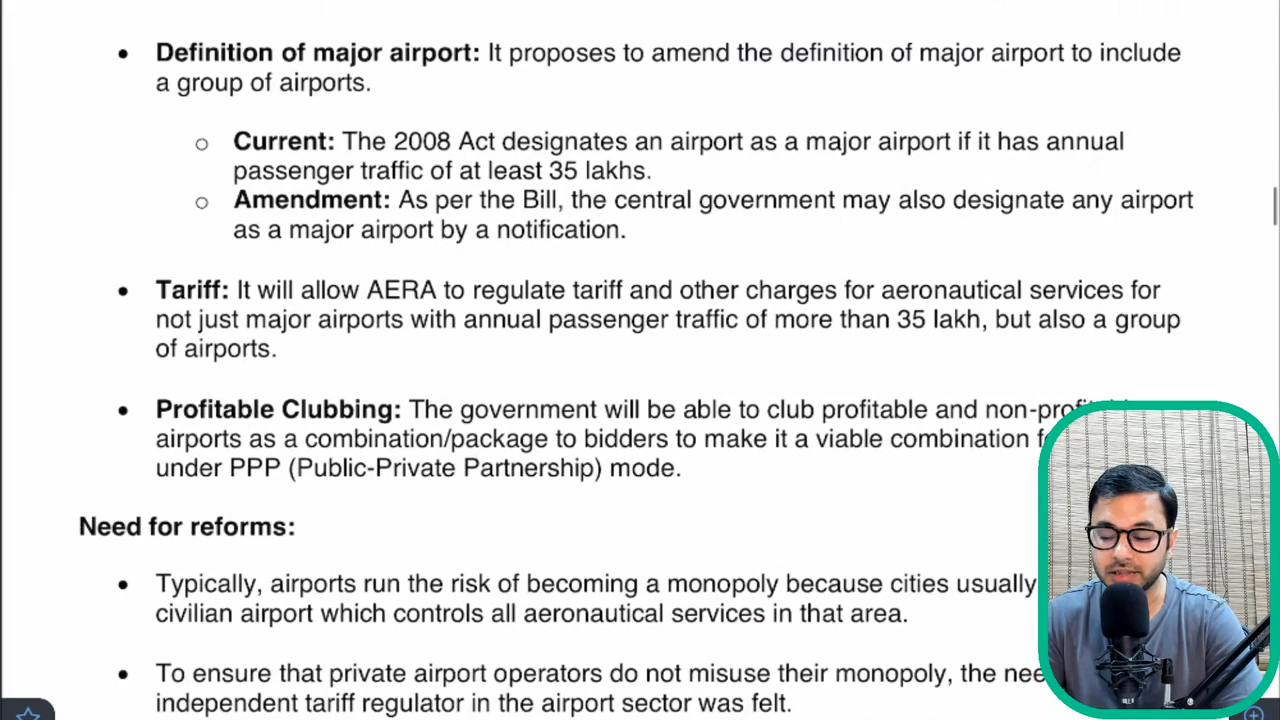 • Definition of major airport: It proposes to amend the definition of major airport to include
a group of airports.
o Current: The 2008 Act designates an airport as a major airport if it has annual
passenger traffic of at least 35 lakhs.
o Amendment: As per the Bill, the central government may also designate any airport
as a major airport by a notification.
• Tariff: It will allow AERA to regulate tariff and other charges for aeronautical services for
not just major airports with annual passenger traffic of more than 35 lakh, but also a group
of airports.
• Profitable Clubbing: The government will be able to club profitable and
airports as a combination/package to bidders to make it a viable combination
under PPP (Public-Private Partnership) mode.
Need for reforms:
• Typically, airports run the risk of becoming a monopoly because cities usually
civilian airport which controls all aeronautical services in that area.
• To ensure that private airport operators do not misuse their monopoly, the
independent tariff regulator in the airport sector was felt.